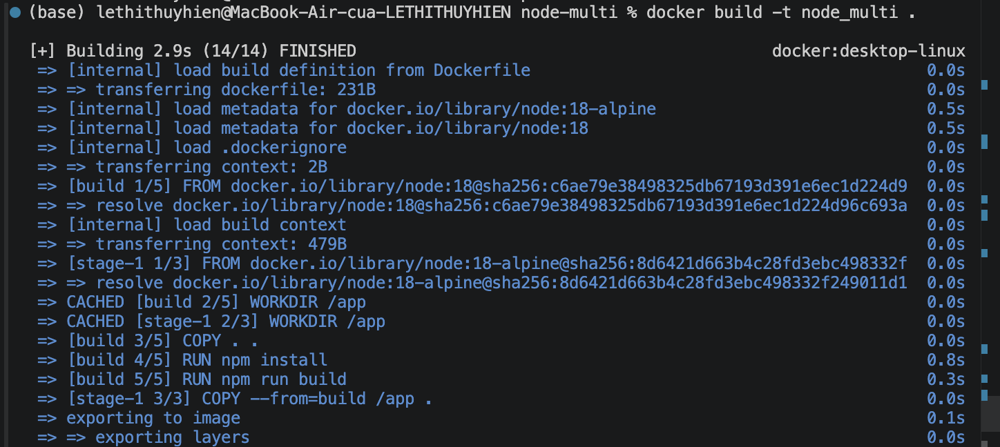 (base) lethithuyhien@MacBook-Air-cua-LETHITHUYHIEN node-multi % docker build -t node_multi .
[+] Building 2.9s (14/14) FINISHED docker:desktop-linux
=> [internal] load build definition from Dockerfile 0.0s
=> => transferring dockerfile: 231B 0.0s
=> [internal] load metadata for docker.io/library/node:18-alpine 0.5s
=> [internal] load metadata for docker.io/library/node:18 0.5s
=> [internal] load .dockerignore 0.0s
=> => transferring context: 2B 0.0s
=> [build 1/5] FROM docker.io/library/node:18@sha256:c6ae79e38498325db67193d391e6ec1d224d9 0.0s
=> => resolve docker.io/library/node:18@sha256:c6ae79e38498325db67193d391e6ec1d224d96c693a 0.0s
=> [internal] load build context 0.0s
=> => transferring context: 479B 0.0s
=> [stage-1 1/3] FROM docker.io/library/node:18-alpine@sha256:8d6421d663b4c28fd3ebc498332f 0.0s
=> => resolve docker.io/library/node:18-alpine@sha256:8d6421d663b4c28fd3ebc498332f249011d1 0.0s
=> CACHED [build 2/5] WORKDIR /app 0.0s
=> CACHED [stage-1 2/3] WORKDIR /app 0.0s
=> [build 3/5] COPY . . 0.0s
=> [build 4/5] RUN npm install 0.8s
=> [build 5/5] RUN npm run build 0.3s
=> [stage-1 3/3] COPY --from=build /app . 0.0s
=> exporting to image 0.1s
=> => exporting layers 0.0s